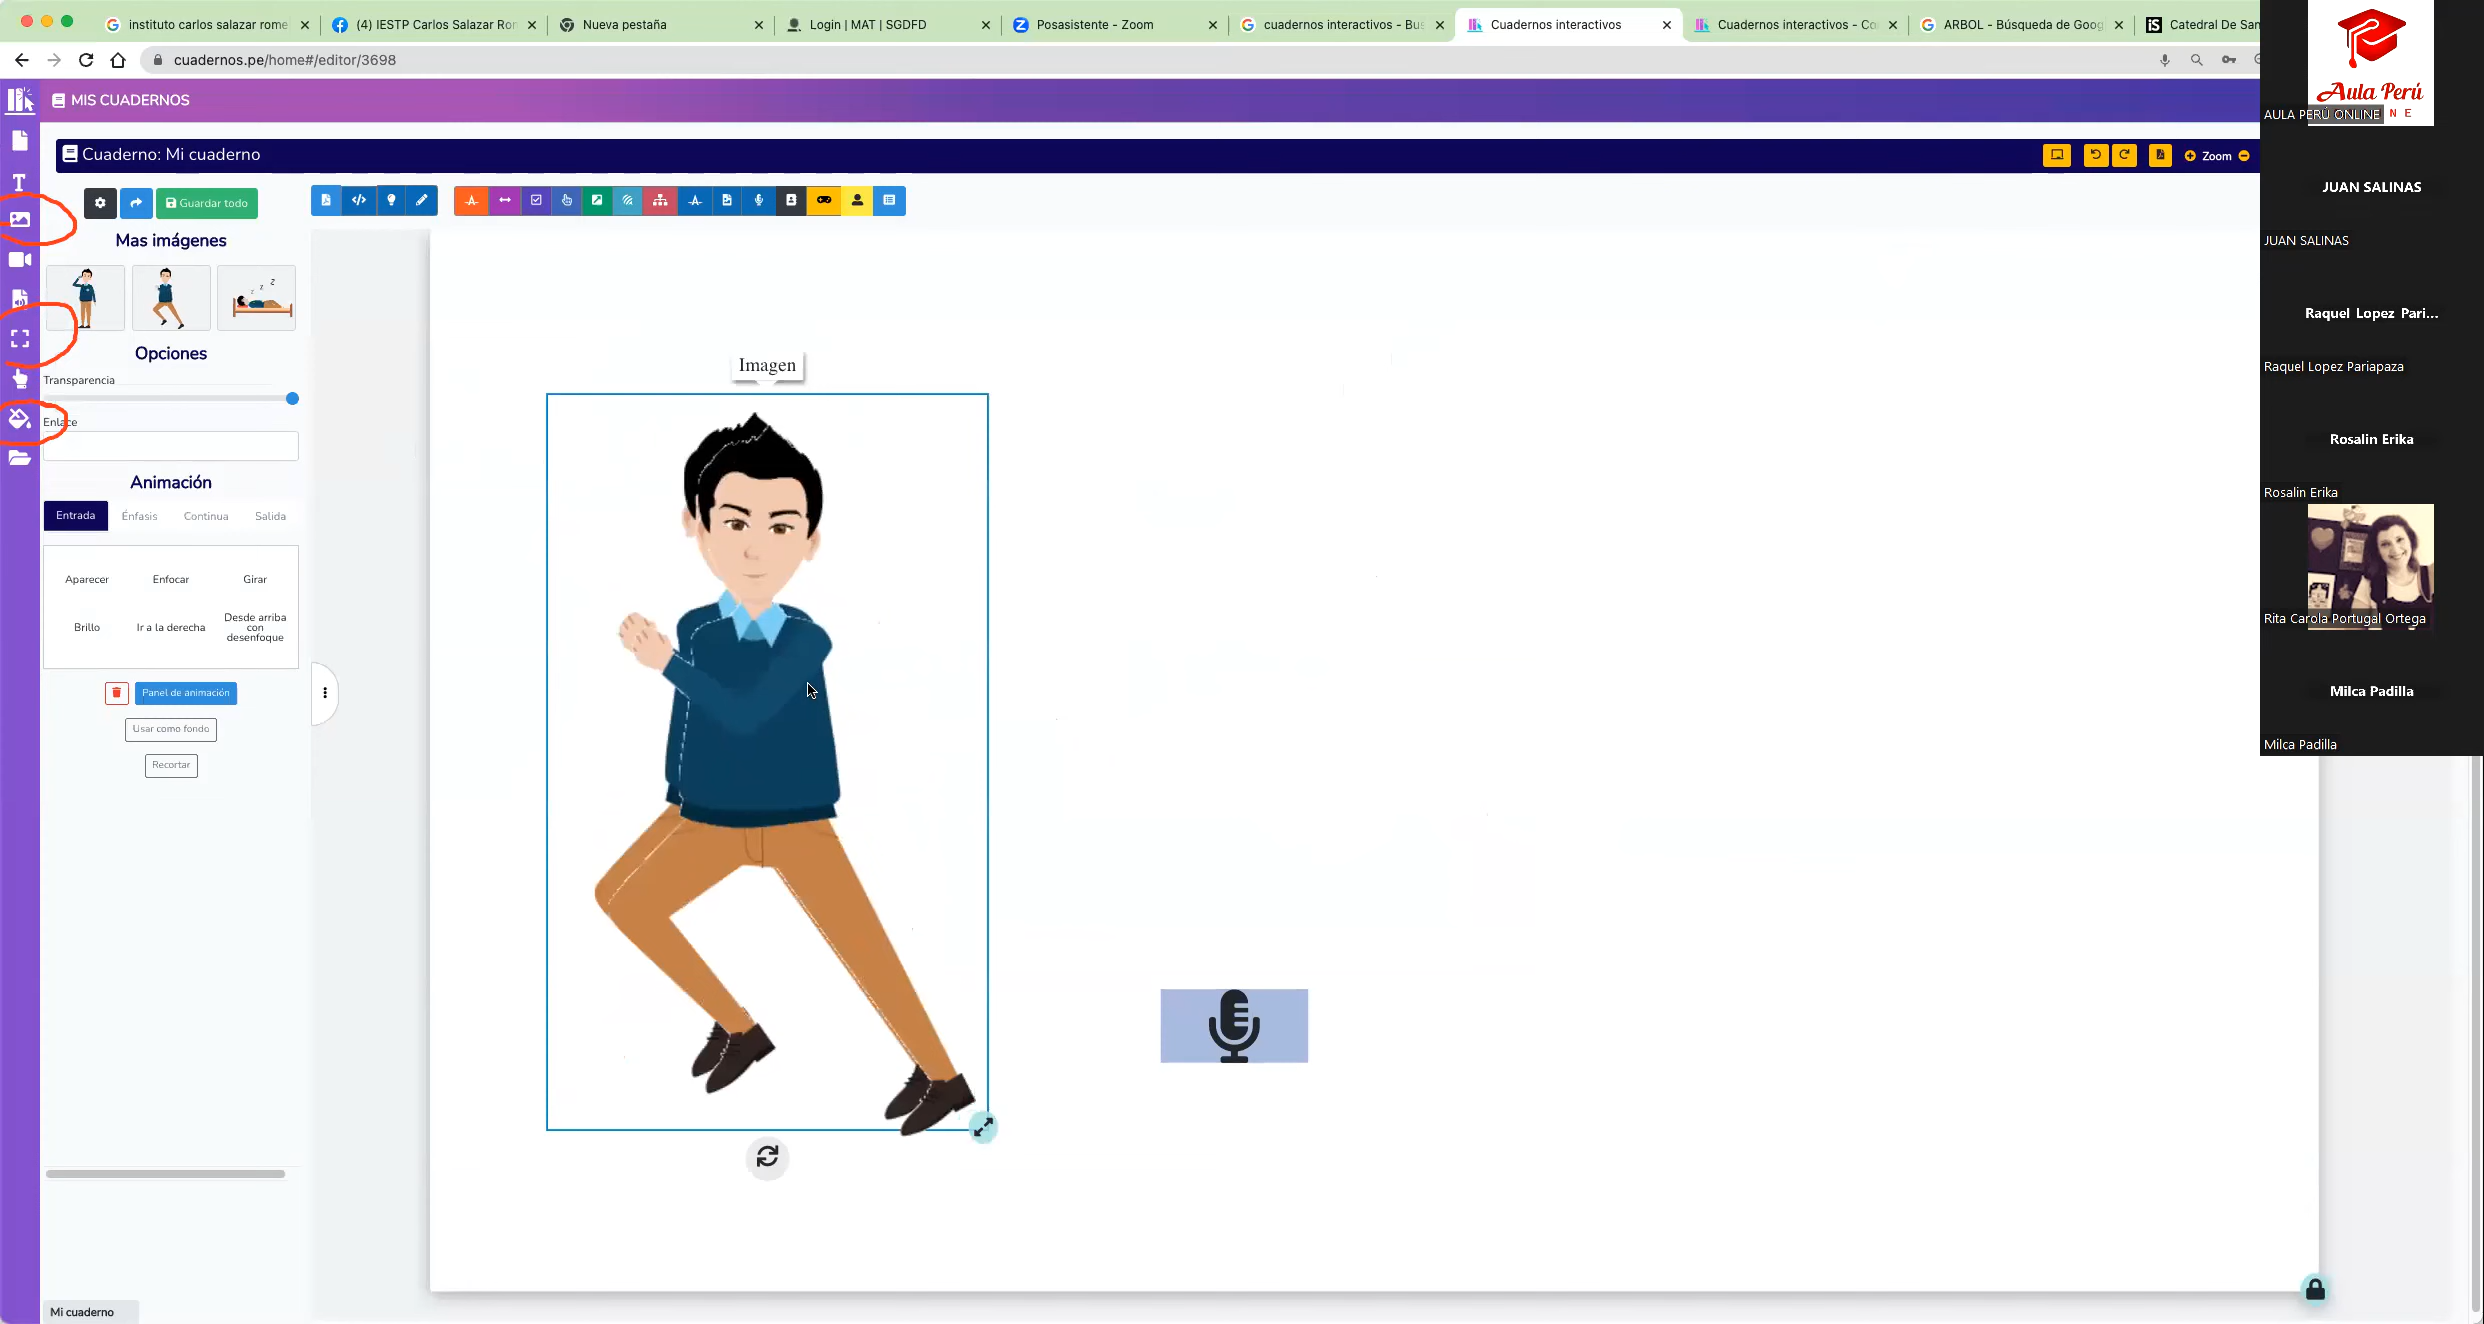 instituto carlos salazar rome
(4) IESTP Carlos Salazar Ror
Nueva pestaña
Login | MAT | SGDFD
Posasistente - Zoom
cuadernos interactivos - Bus
Cuadernos interactivos
Cuadernos interactivos - Co
ARBOL - Búsqueda de Goog
Catedral De San
cuadernos.pe/home#/editor/3698
MIS CUADERNOS
Cuaderno: Mi cuaderno
Zoom
Guardar todo
Mas imágenes
Opciones
Transparencia
Enlace
Animación
Entrada
Énfasis
Continua
Salida
Aparecer
Enfocar
Girar
Brillo
Ir a la derecha
Desde arriba
con
desenfoque
Panel de animación
Usar como fondo
Recortar
Mi cuaderno
Imagen
Aula Perú
N E
AULA PERÚ ONLINE
JUAN SALINAS
JUAN SALINAS
Raquel Lopez Pari...
Raquel Lopez Pariapaza
Rosalin Erika
Rosalin Erika
Rita Carola Portugal Ortega
Milca Padilla
Milca Padilla